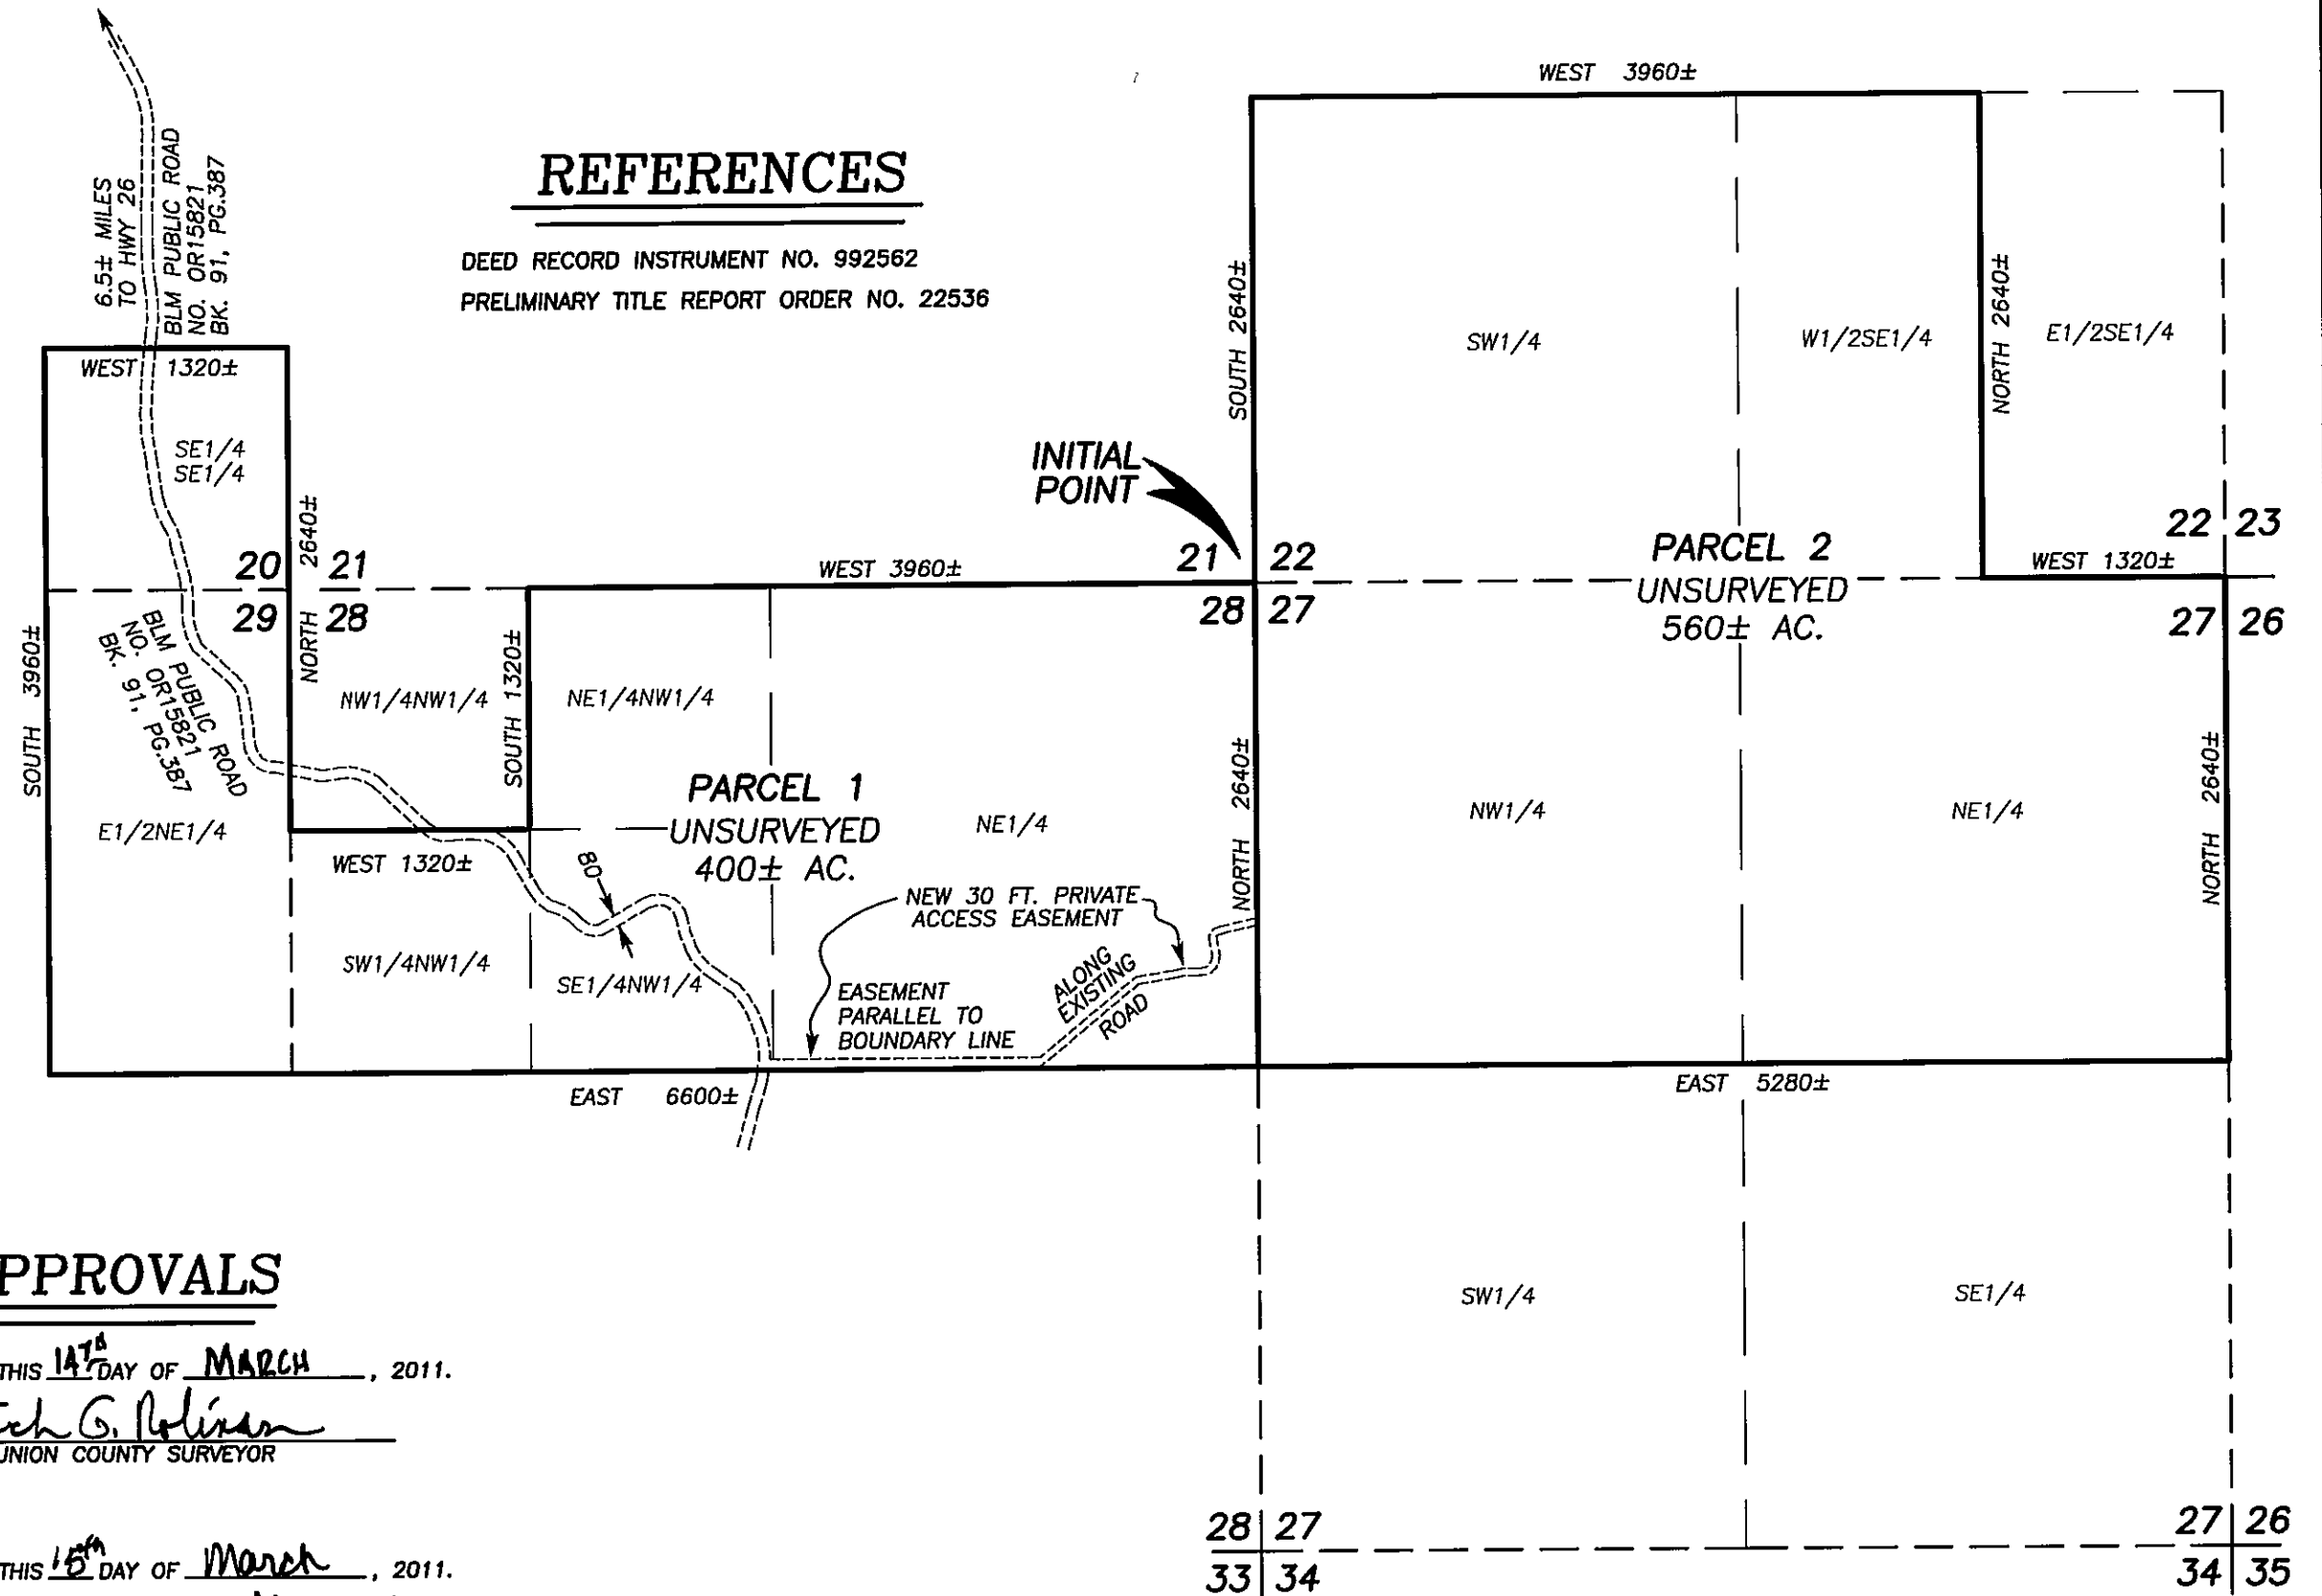 WEST 3960±
REFERENCES
DEED RECORD INSTRUMENT NO. 992562
PRELIMINARY TITLE REPORT ORDER NO. 22536
6.5± MILES
TO HWY 26
BLM PUBLIC ROAD
NO. OR15821
BK. 91, PG.387
WEST 1320±
SE1/4
SE1/4
SOUTH 2640±
SW1/4
W1/2SE1/4
NORTH 2640±
E1/2SE1/4
INITIAL
POINT
20 21
29 28
NORTH 2640±
WEST 3960±
21 22
28 27
PARCEL 2
UNSURVEYED
560± AC.
22 23
WEST 1320±
27 26
SOUTH 3960±
BLM PUBLIC ROAD
NO. OR15821
BK. 91, PG.387
E1/2NE1/4
NW1/4NW1/4
SOUTH 1320±
NE1/4NW1/4
PARCEL 1
UNSURVEYED
400± AC.
NE1/4
NORTH 2640±
NW1/4
NE1/4
NORTH 2640±
WEST 1320±
80
NEW 30 FT. PRIVATE
ACCESS EASEMENT
SW1/4NW1/4
SE1/4NW1/4
EASEMENT
PARALLEL TO
BOUNDARY LINE
ALONG
EXISTING
ROAD
EAST 6600±
EAST 5280±
SW1/4
SE1/4
PPROVALS
THIS 14TH DAY OF MARCH, 2011.
UNION COUNTY SURVEYOR
THIS 15th DAY OF March, 2011.
28 27
33 34
27 26
34 35